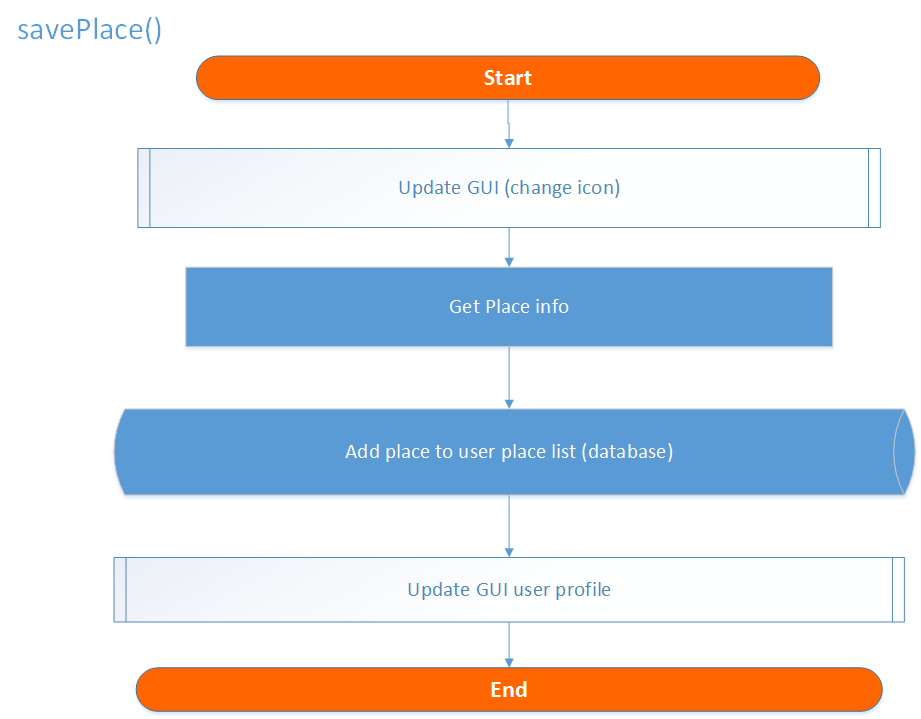 savePlace()
Start
Update GUI (change icon)
Get Place info
Add place to user place list (database)
Update GUI user profile
End